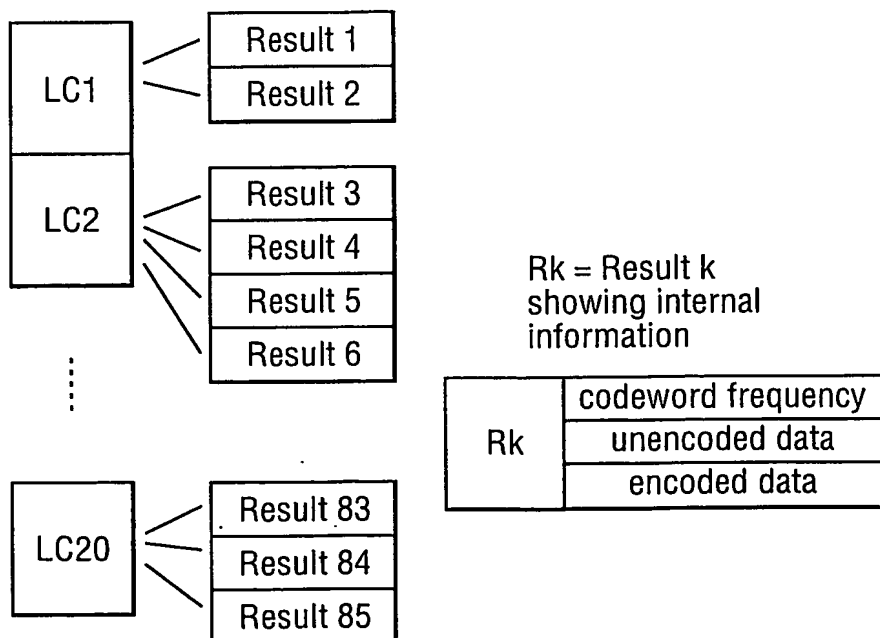 LC1
Result 1
Result 2
LC2
Result 3
Result 4
Result 5
Result 6
LC20
Result 83
Result 84
Result 85
Rk = Result k
showing internal
information
Rk
codeword frequency
unencoded data
encoded data